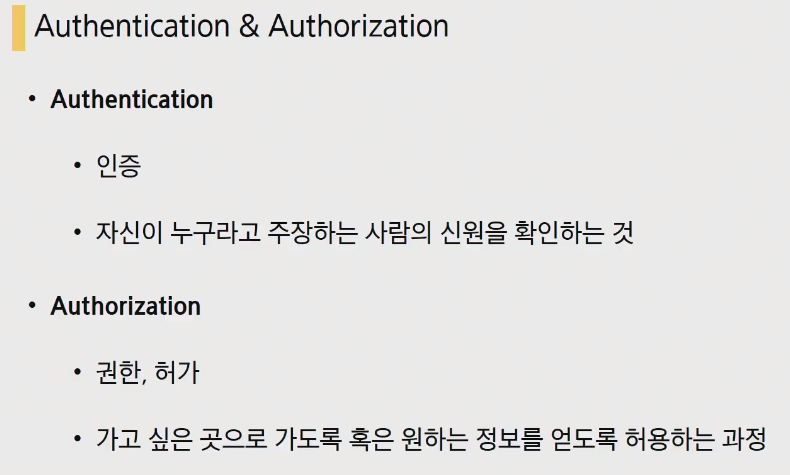 Authentication & Authorization
• Authentication
• 인증
• 자신이 누구라고 주장하는 사람의 신원을 확인하는 것
• Authorization
• 권한, 허가
• 가고 싶은 곳으로 가도록 혹은 원하는 정보를 얻도록 허용하는 과정